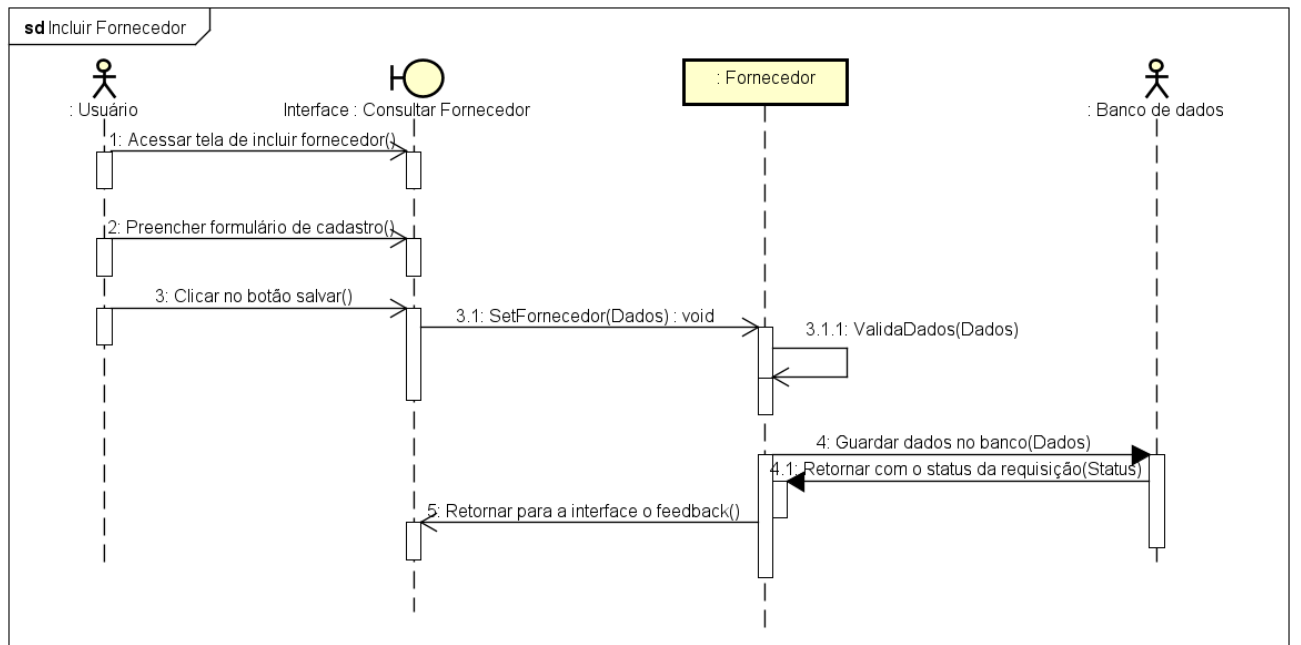 sd Incluir Fornecedor
: Usuário
Interface : Consultar Fornecedor
: Fornecedor
: Banco de dados
1: Acessar tela de incluir fornecedor()
2: Preencher formulário de cadastro()
3: Clicar no botão salvar()
3.1: SetFornecedor(Dados) : void
3.1.1: ValidaDados(Dados)
4: Guardar dados no banco(Dados)
4.1: Retornar com o status da requisição(Status)
5: Retornar para a interface o feedback()